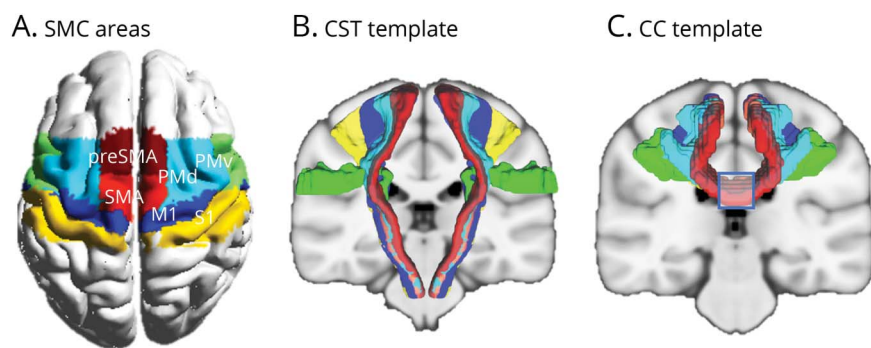 A. SMC areas
B. CST template
C. CC template
preSMA
PMv
PMd
SMA
M1
S1